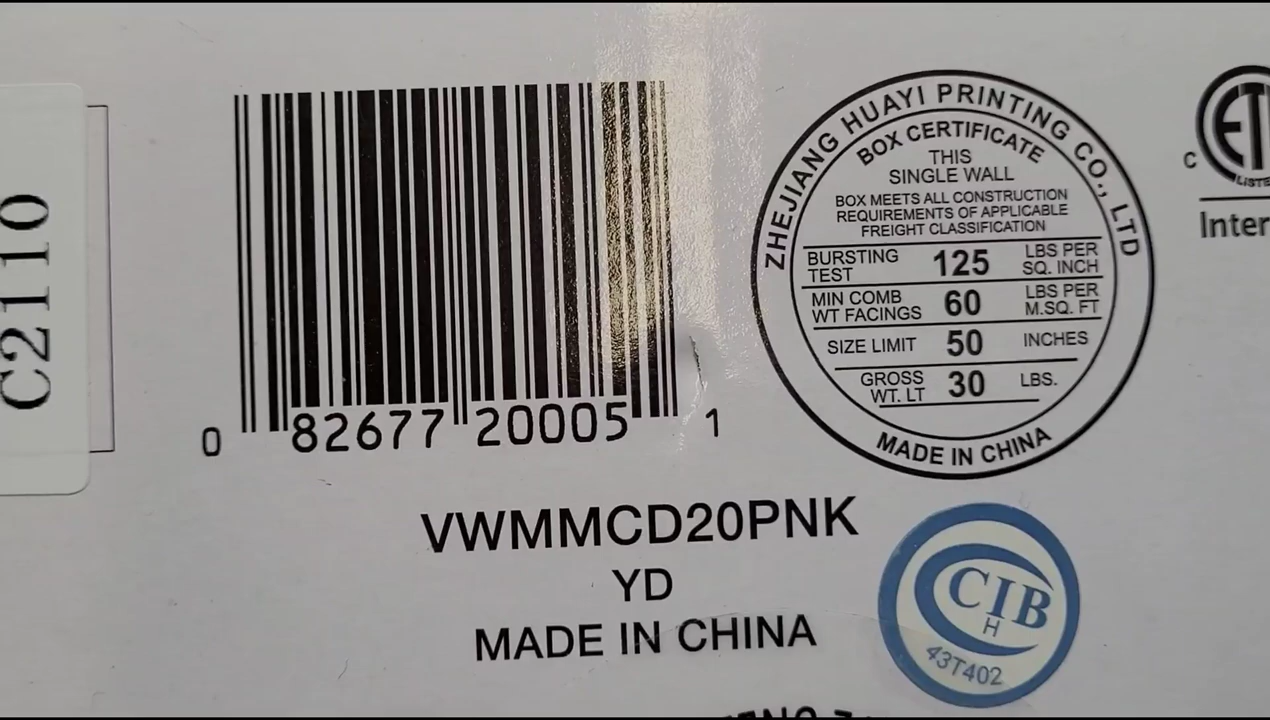 C2110
0 82677 20005 1
ZHEJIANG HUAYI PRINTING CO., LTD
BOX CERTIFICATE
THIS
SINGLE WALL
BOX MEETS ALL CONSTRUCTION
REQUIREMENTS OF APPLICABLE
FREIGHT CLASSIFICATION
BURSTING TEST 125 LBS PER SQ. INCH
MIN COMB WT FACINGS 60 LBS PER M.SQ. FT
SIZE LIMIT 50 INCHES
GROSS WT. LT 30 LBS.
MADE IN CHINA
C
VWMMCD20PNK
YD
MADE IN CHINA
CIB
H
43T402